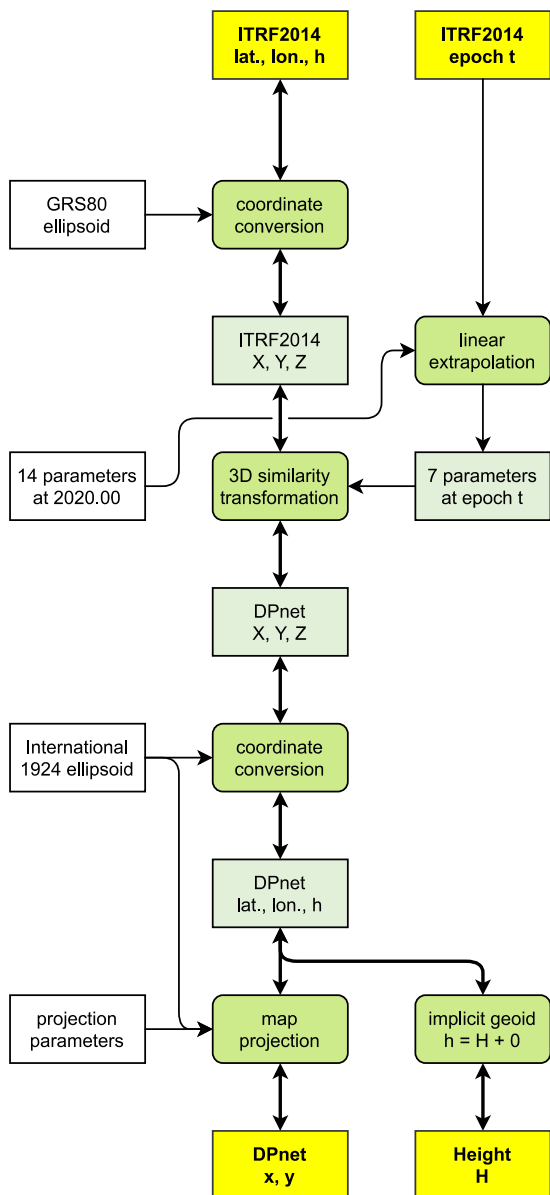 ITRF2014
lat., lon., h
ITRF2014
epoch t
GRS80
ellipsoid
coordinate
conversion
ITRF2014
X, Y, Z
linear
extrapolation
14 parameters
at 2020.00
3D similarity
transformation
7 parameters
at epoch t
DPnet
X, Y, Z
International
1924 ellipsoid
coordinate
conversion
DPnet
lat., lon., h
projection
parameters
map
projection
implicit geoid
h = H + 0
DPnet
x, y
Height
H